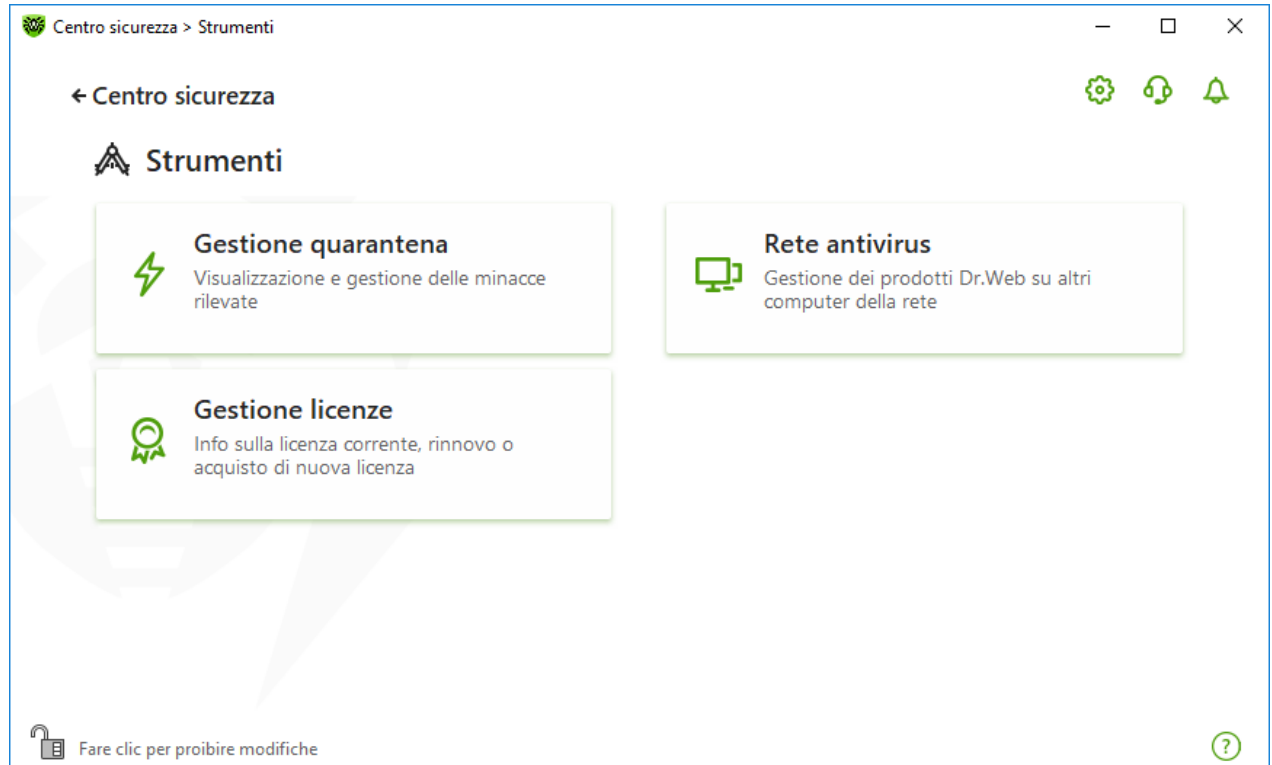 Centro sicurezza > Strumenti
← Centro sicurezza
Strumenti
Gestione quarantena
Visualizzazione e gestione delle minacce
rilevate
Rete antivirus
Gestione dei prodotti Dr.Web su altri
computer della rete
Gestione licenze
Info sulla licenza corrente, rinnovo o
acquisto di nuova licenza
Fare clic per proibire modifiche
?